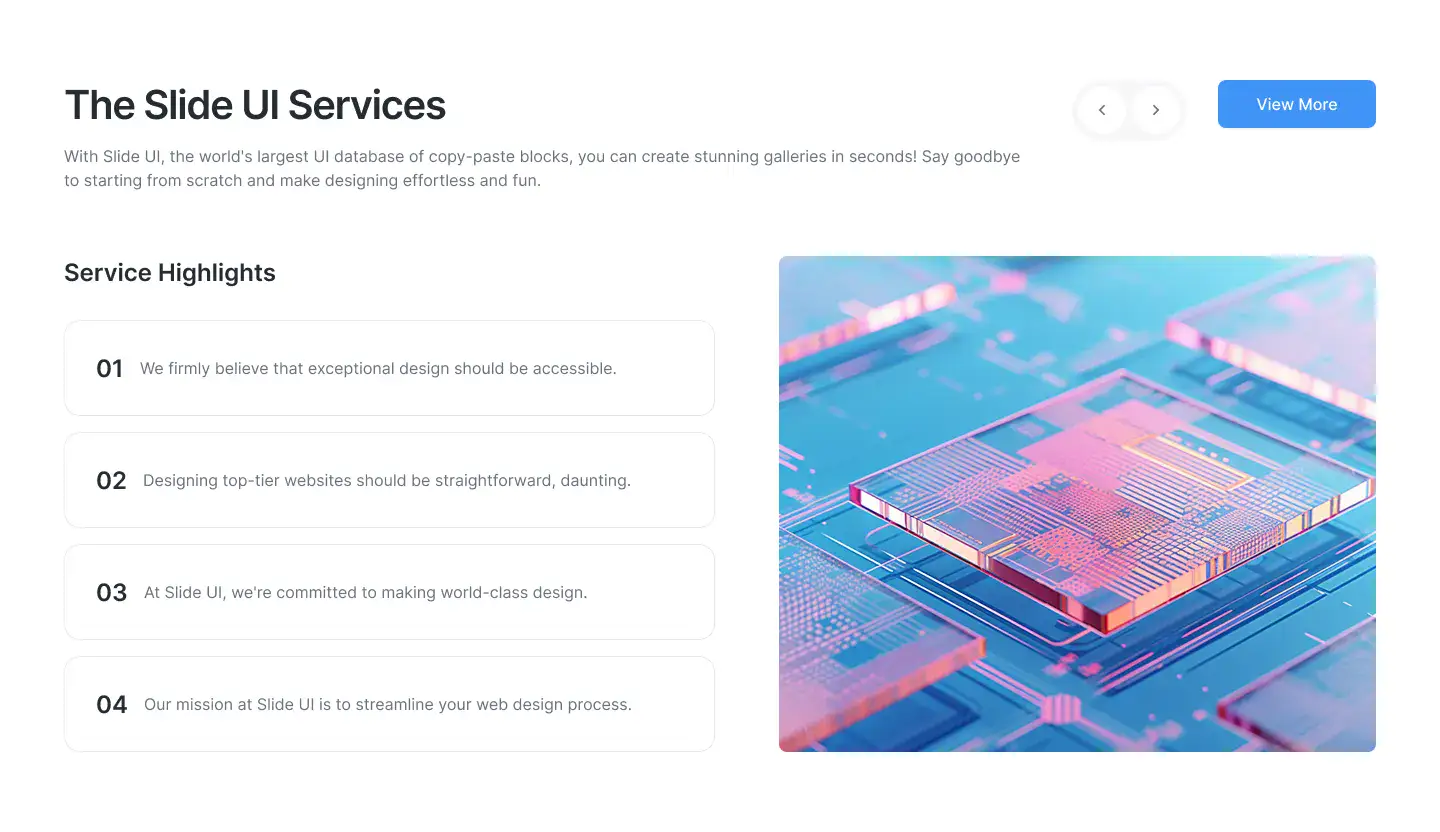 The Slide UI Services
View More
With Slide UI, the world's largest UI database of copy-paste blocks, you can create stunning galleries in seconds! Say goodbye
to starting from scratch and make designing effortless and fun.
Service Highlights
01 We firmly believe that exceptional design should be accessible.
02 Designing top-tier websites should be straightforward, daunting.
03 At Slide UI, we're committed to making world-class design.
04 Our mission at Slide UI is to streamline your web design process.